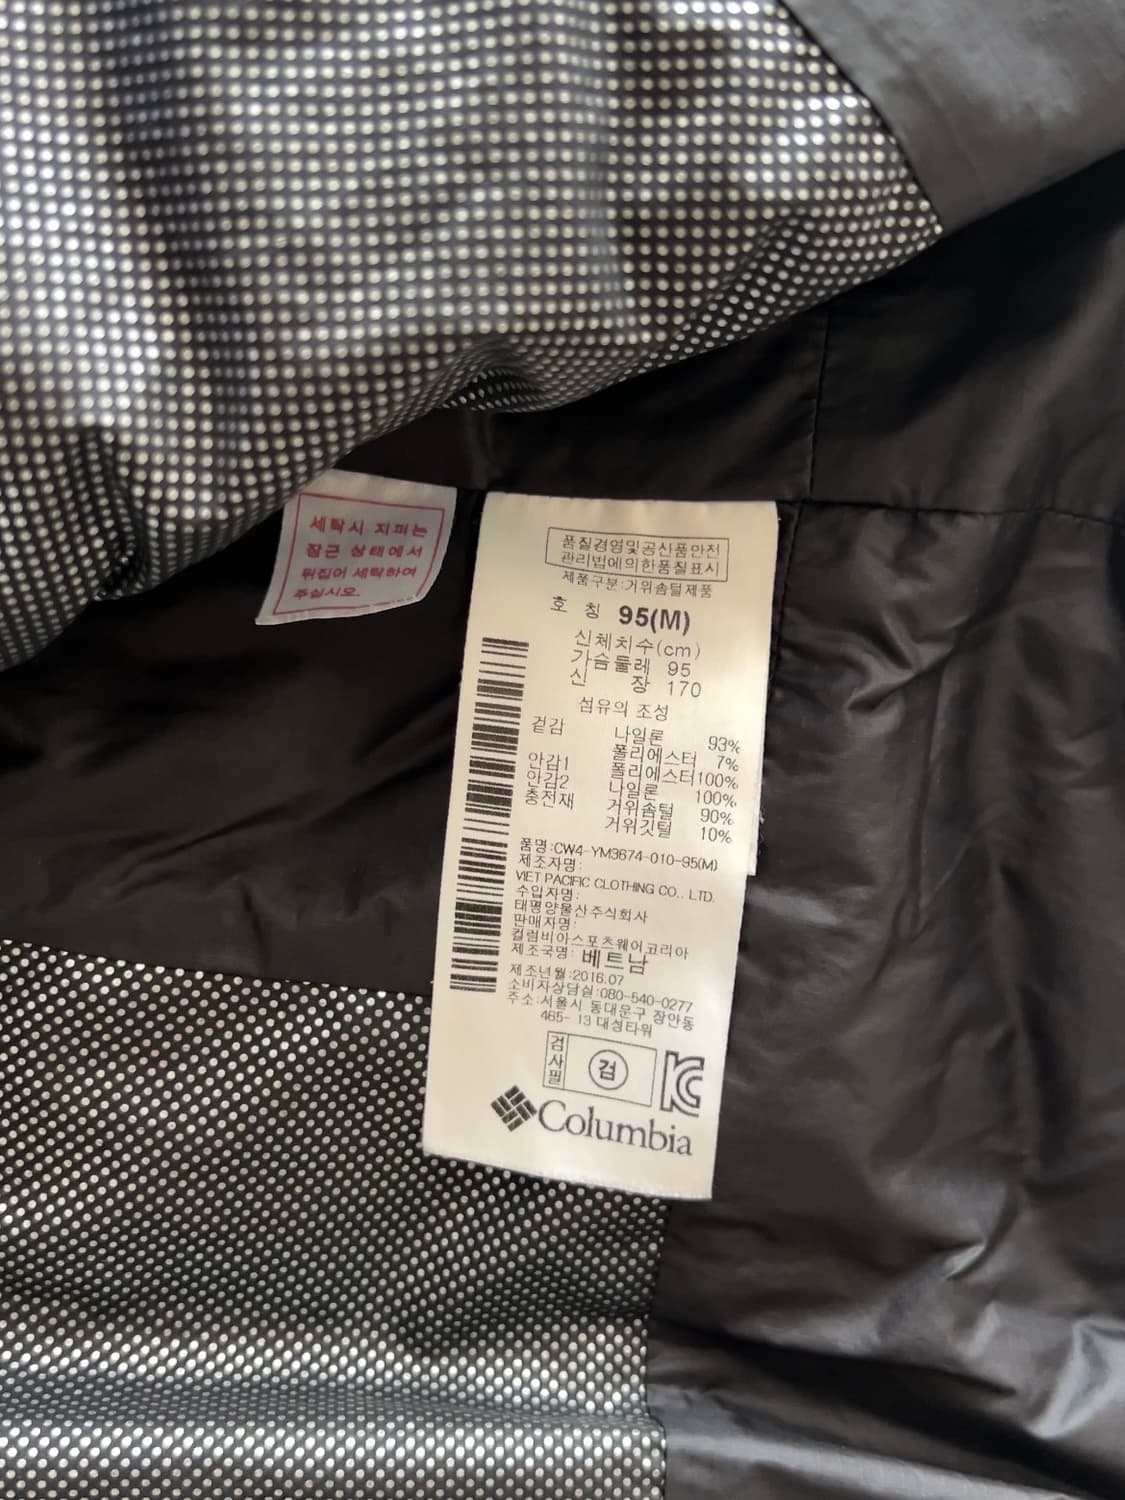 세탁시 지퍼는
잠근 상태에서
뒤집어 세탁하여
주십시오.
품질경영및공산품안전
관리법에의한품질표시
제품구분:거위솜털제품
호 칭 95(M)
신체치수(cm)
가슴둘레 95
신 장 170
섬유의 조성
겉감 나일론 93%
폴리에스터 7%
안감1 폴리에스터100%
안감2 나일론 100%
충전재 거위솜털 90%
거위깃털 10%
품명:CW4-YM3674-010-95(M)
제조자명:
VIET PACIFIC CLOTHING CO., LTD.
수입자명:
태평양물산주식회사
판매자명:
컬럼비아스포츠웨어코리아
제조국명: 베트남
제조년월:2016.07
소비자상담실:080-540-0277
주소:서울시 동대문구 장안동
465- 13 대성타워
검사필
검
Columbia